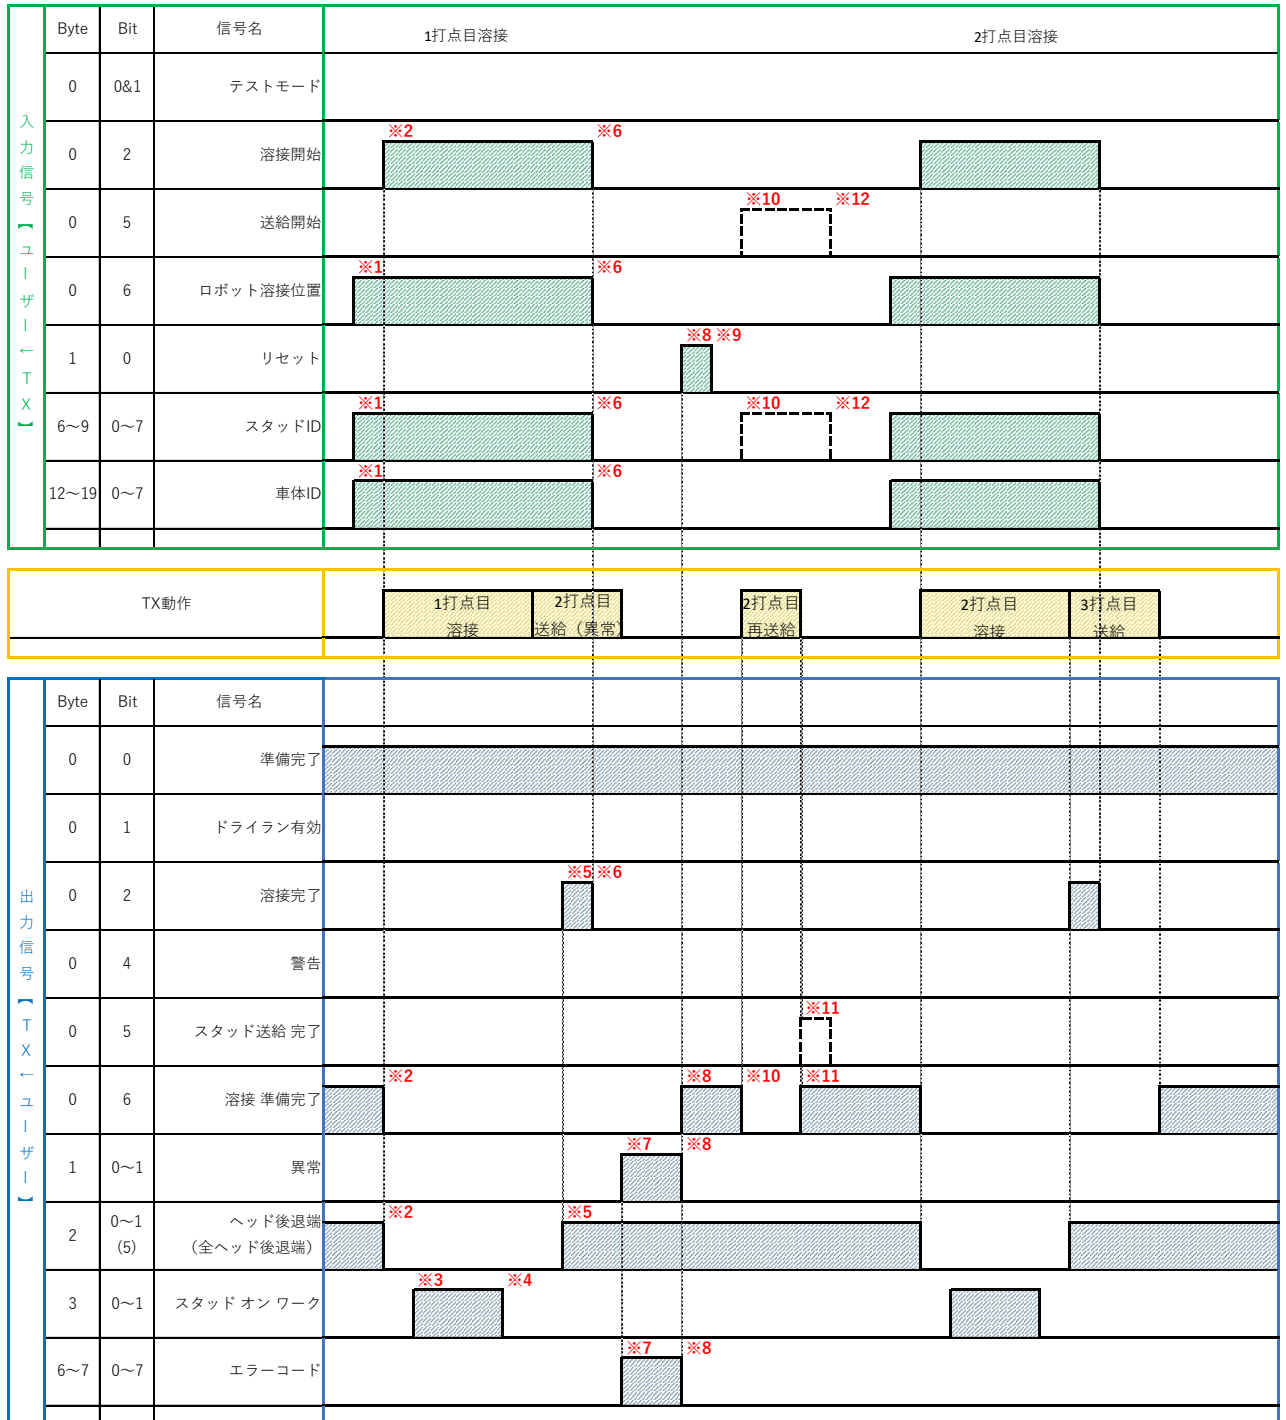 Byte Bit 信号名 1打点目溶接 2打点目溶接
入力信号【ユーザー←TX】
0 0&1 テストモード
0 2 溶接開始 ※2 ※6
0 5 送給開始 ※10 ※12
0 6 ロボット溶接位置 ※1 ※6
1 0 リセット ※8 ※9
6～9 0～7 スタッドID ※1 ※6 ※10 ※12
12～19 0～7 車体ID ※1 ※6
TX動作
1打点目
溶接
2打点目
送給（異常）
2打点目
再送給
2打点目
溶接
3打点目
送給
Byte Bit 信号名
出力信号【TX←ユーザー】
0 0 準備完了
0 1 ドライラン有効
0 2 溶接完了 ※5 ※6
0 4 警告
0 5 スタッド送給 完了 ※11
0 6 溶接 準備完了 ※2 ※8 ※10 ※11
1 0～1 異常 ※7 ※8
2 0～1 ヘッド後退端 ※2 ※5
(5) （全ヘッド後退端）
3 0～1 スタッド オン ワーク ※3 ※4
6～7 0～7 エラーコード ※7 ※8